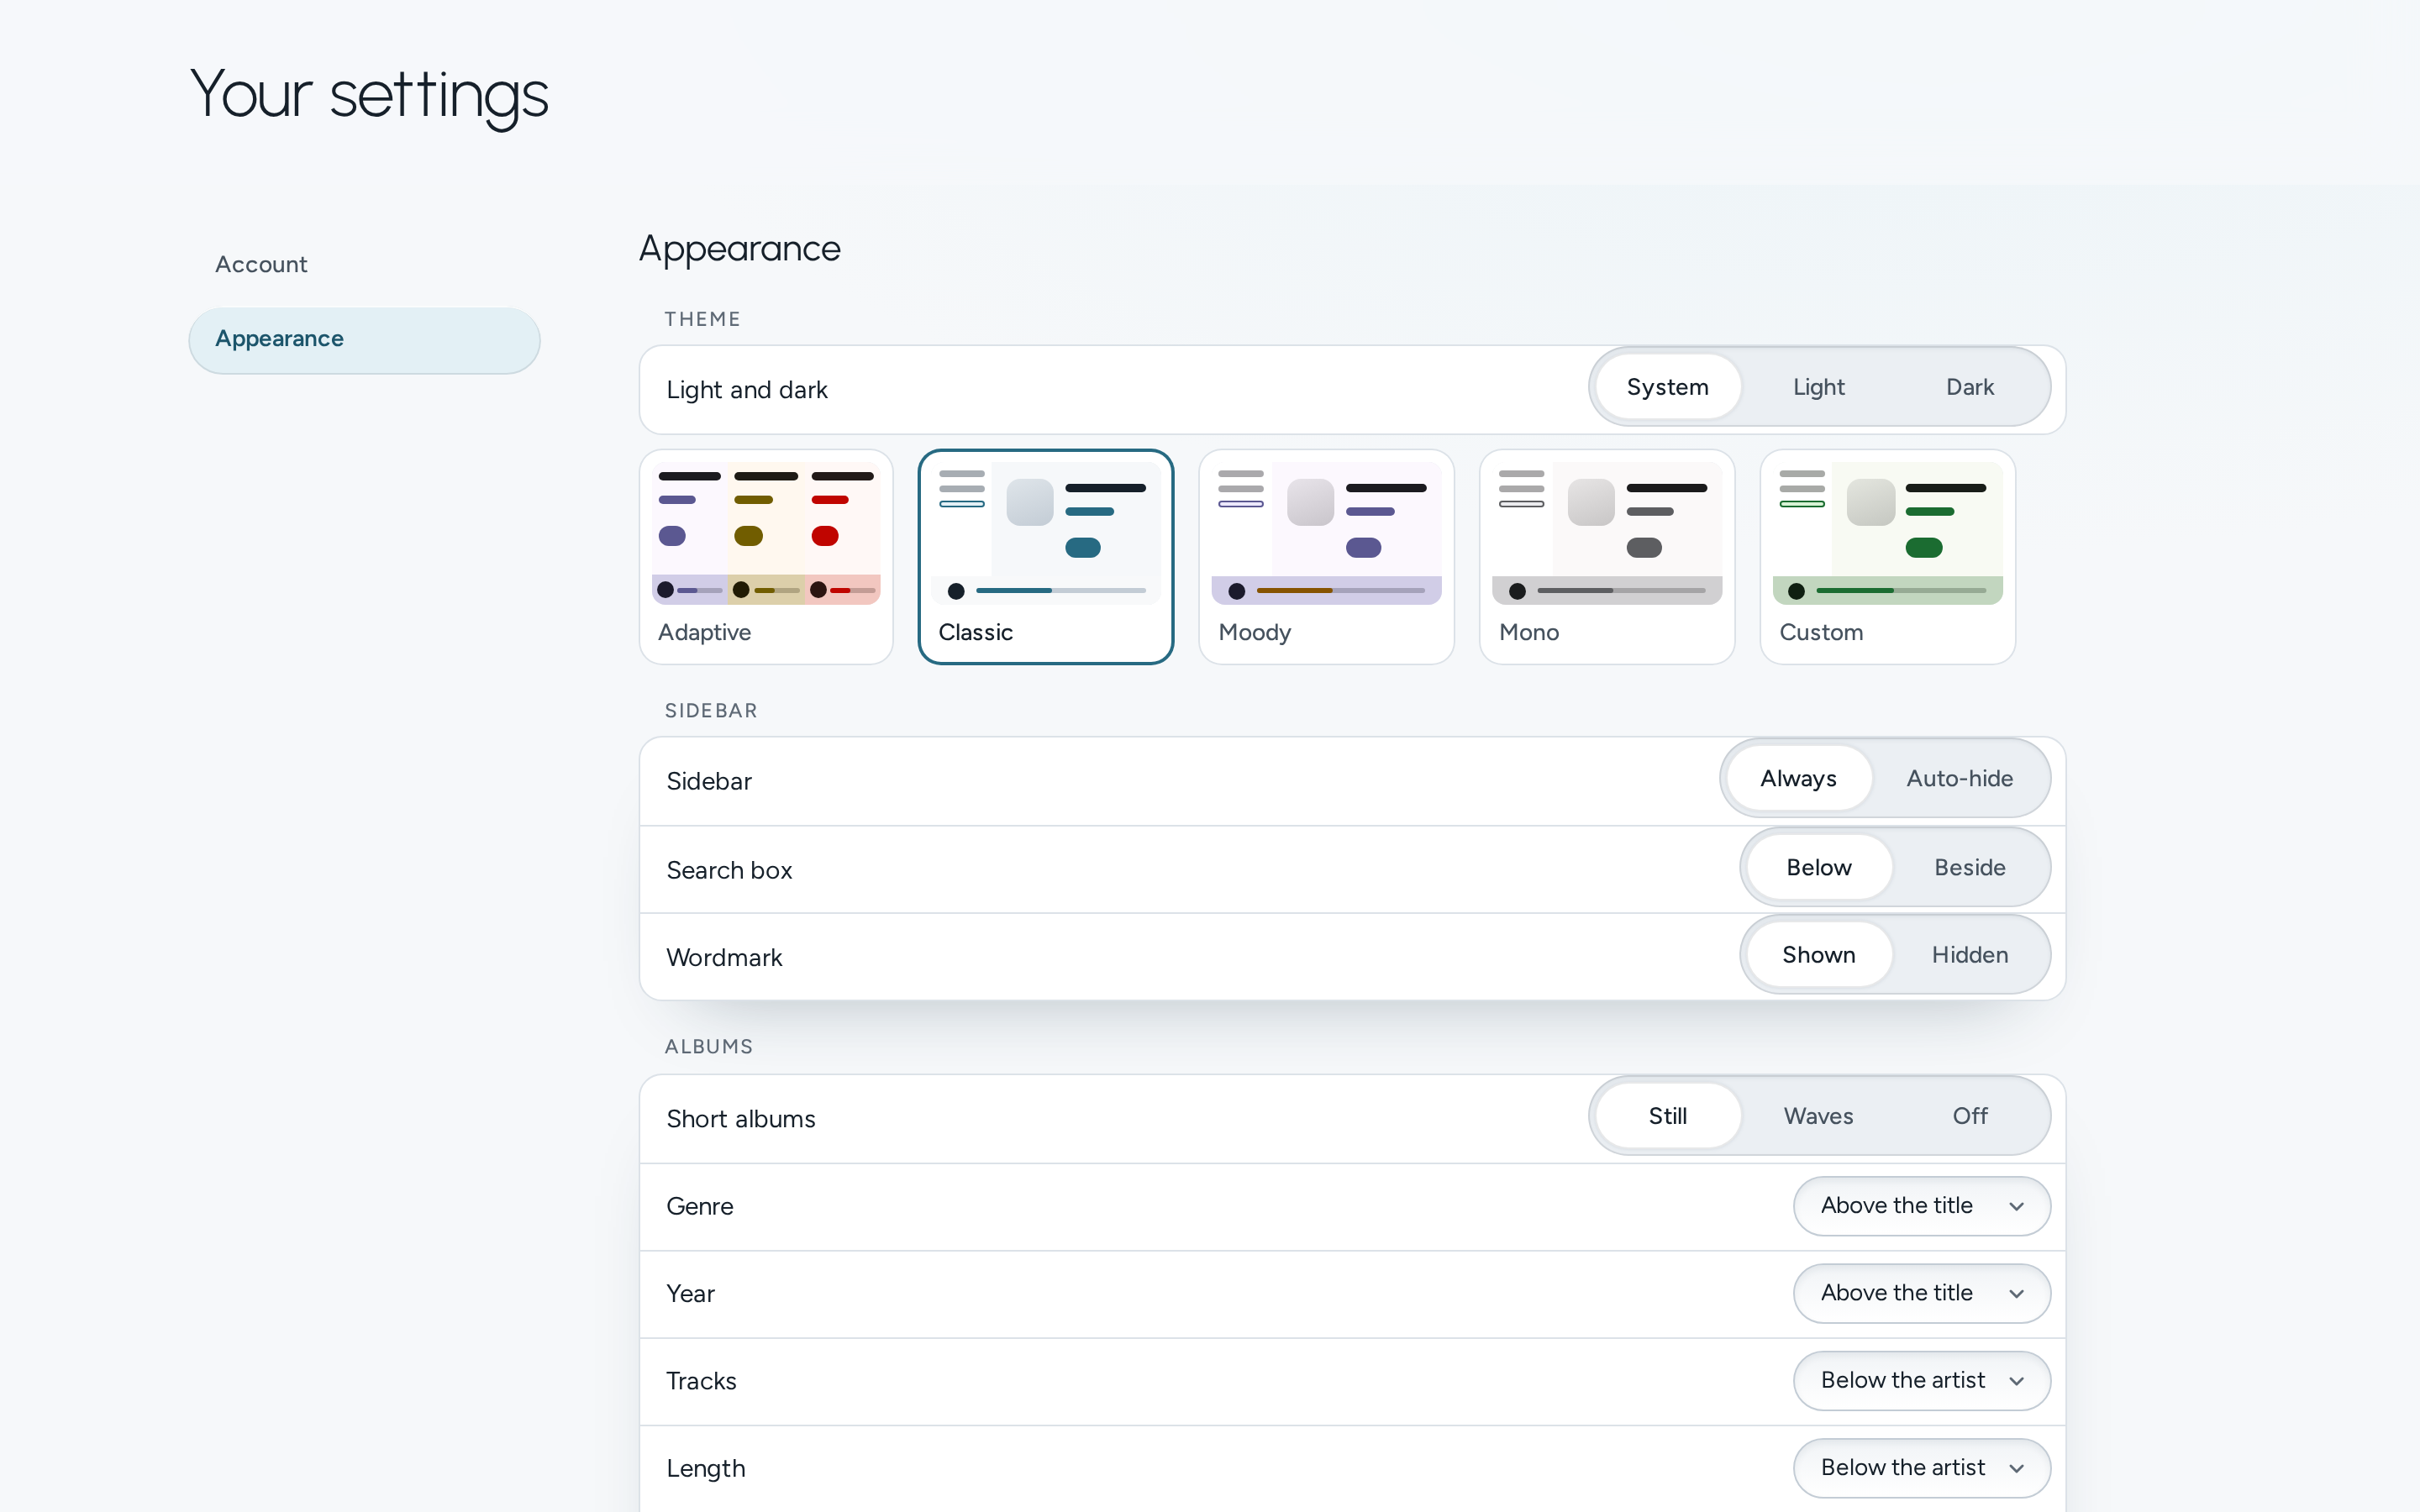 Your settings
Account
Appearance
Appearance
THEME
Light and dark
System
Light
Dark
Adaptive
Classic
Moody
Mono
Custom
SIDEBAR
Sidebar
Always
Auto-hide
Search box
Below
Beside
Wordmark
Shown
Hidden
ALBUMS
Short albums
Still
Waves
Off
Genre
Above the title
Year
Above the title
Tracks
Below the artist
Length
Below the artist